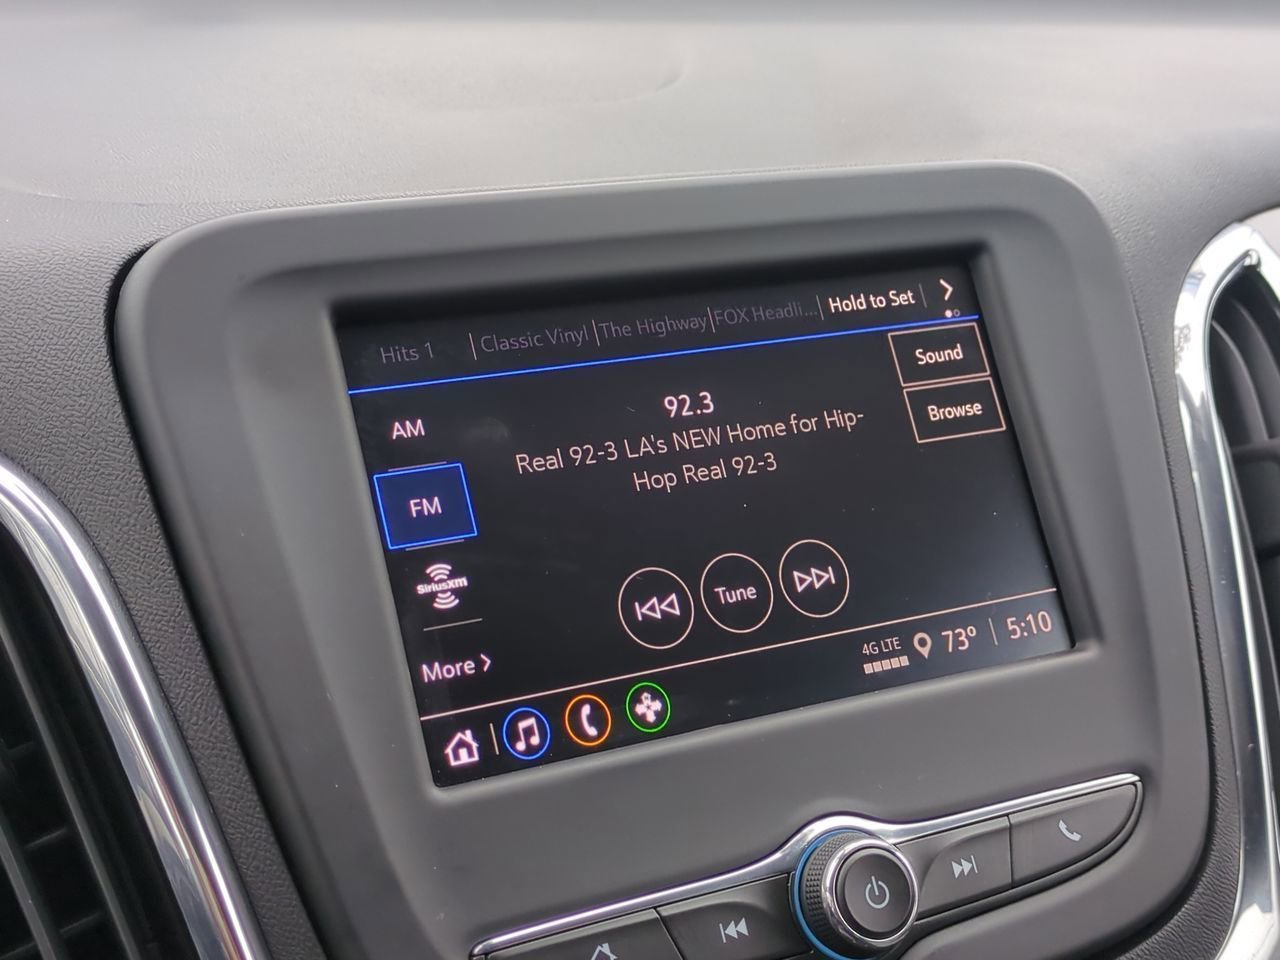 Hits 1 | Classic Vinyl | The Highway | FOX Headli... | Hold to Set
Sound
Browse
AM
FM
SiriusXM
More
92.3
Real 92-3 LA's NEW Home for Hip-
Hop Real 92-3
Tune
4G LTE 73° | 5:10